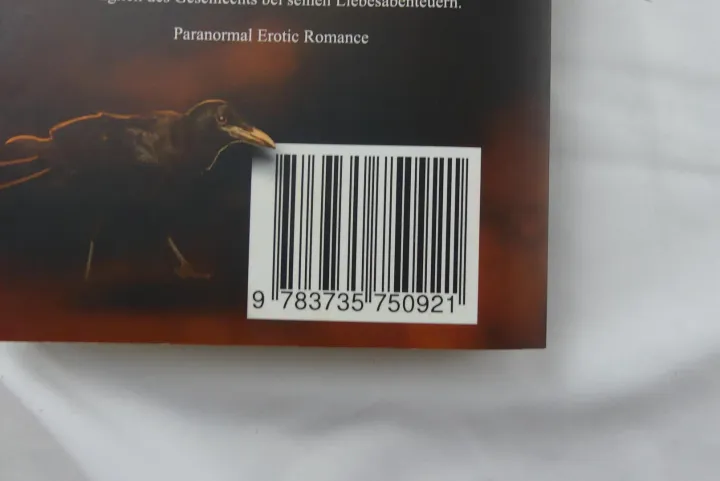 des Geschlechts bei seinen Liebesabenteuern.
Paranormal Erotic Romance
9 783735 750921